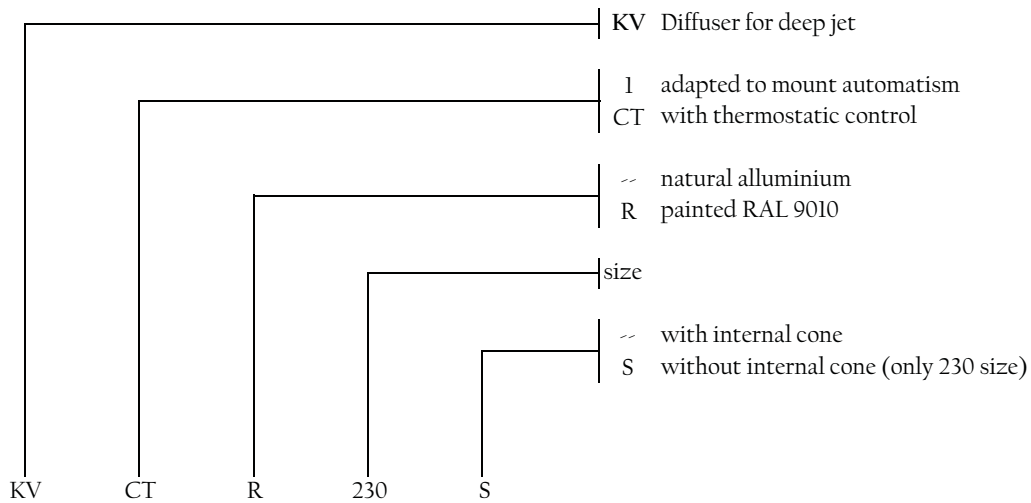 KV Diffuser for deep jet
1 adapted to mount automatism
CT with thermostatic control
-- natural alluminium
R painted RAL 9010
size
-- with internal cone
S without internal cone (only 230 size)
KV CT R 230 S